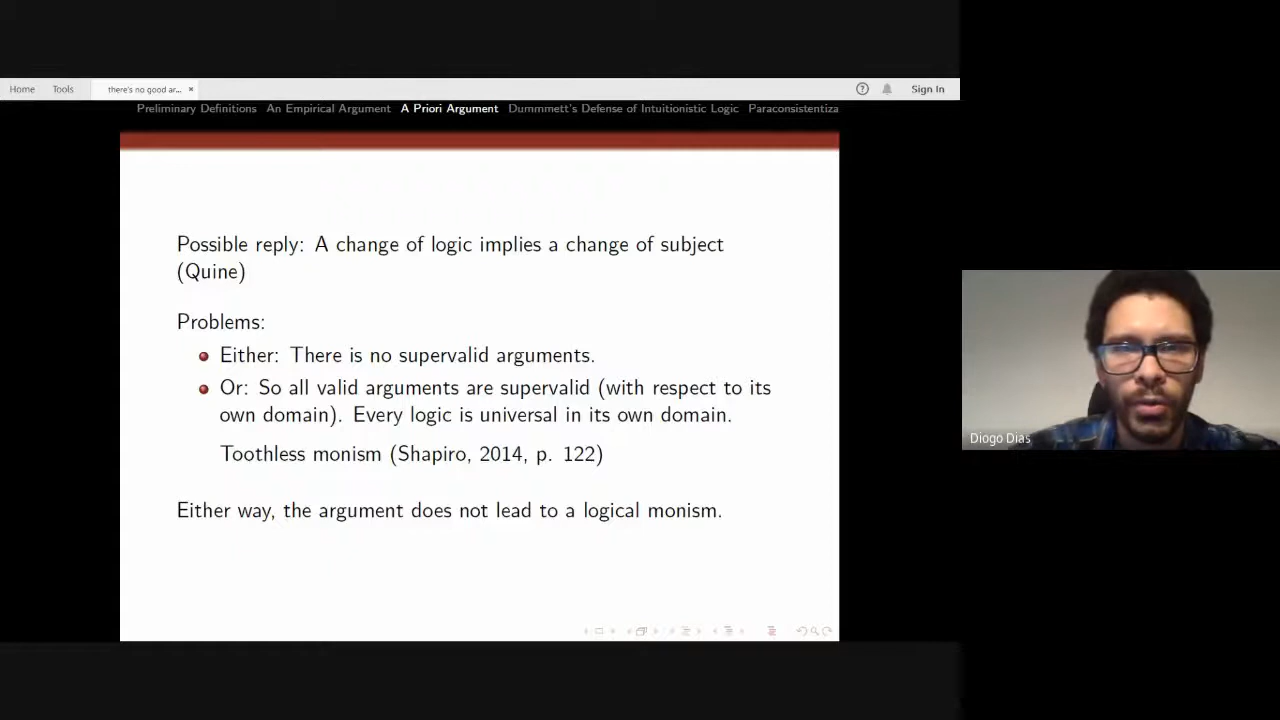 Home Tools there's no good ar... × Sign In
Preliminary Definitions An Empirical Argument A Priori Argument Dummmett's Defense of Intuitionistic Logic Paraconsistentiza
Possible reply: A change of logic implies a change of subject
(Quine)
Problems:
Either: There is no supervalid arguments.
Or: So all valid arguments are supervalid (with respect to its
own domain). Every logic is universal in its own domain.
Toothless monism (Shapiro, 2014, p. 122)
Either way, the argument does not lead to a logical monism.
Diogo Dias